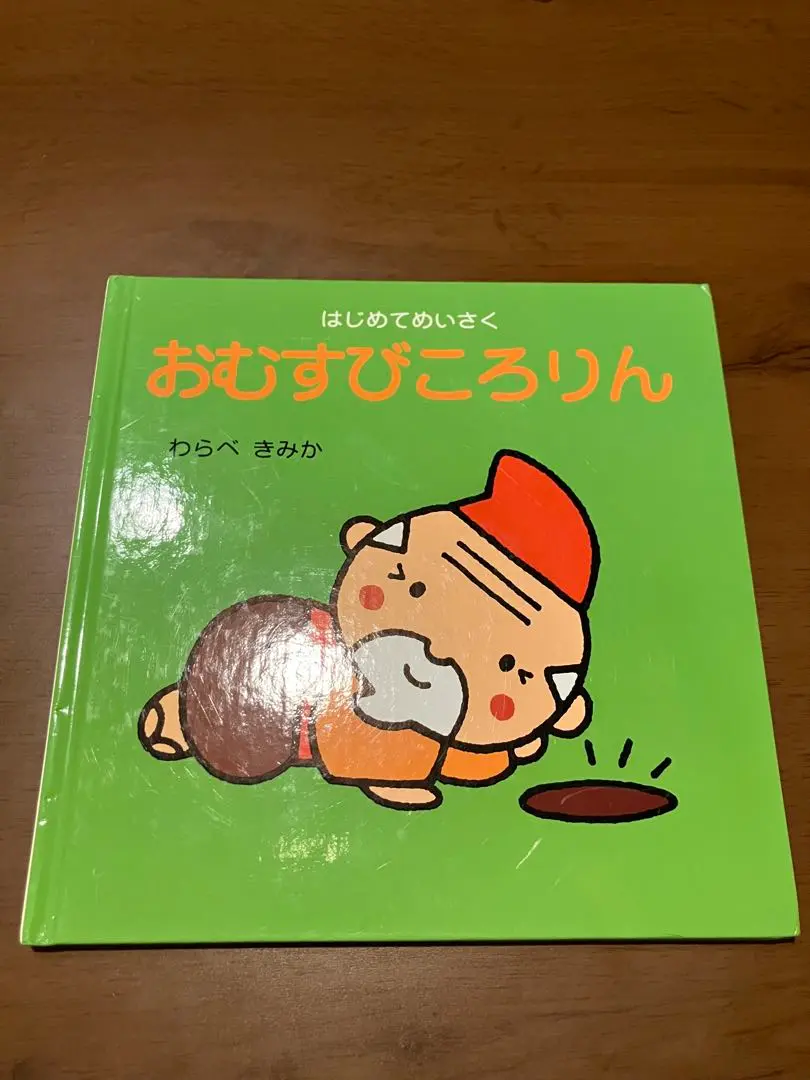 はじめてめいさく
おむすびころりん
わらべ きみか